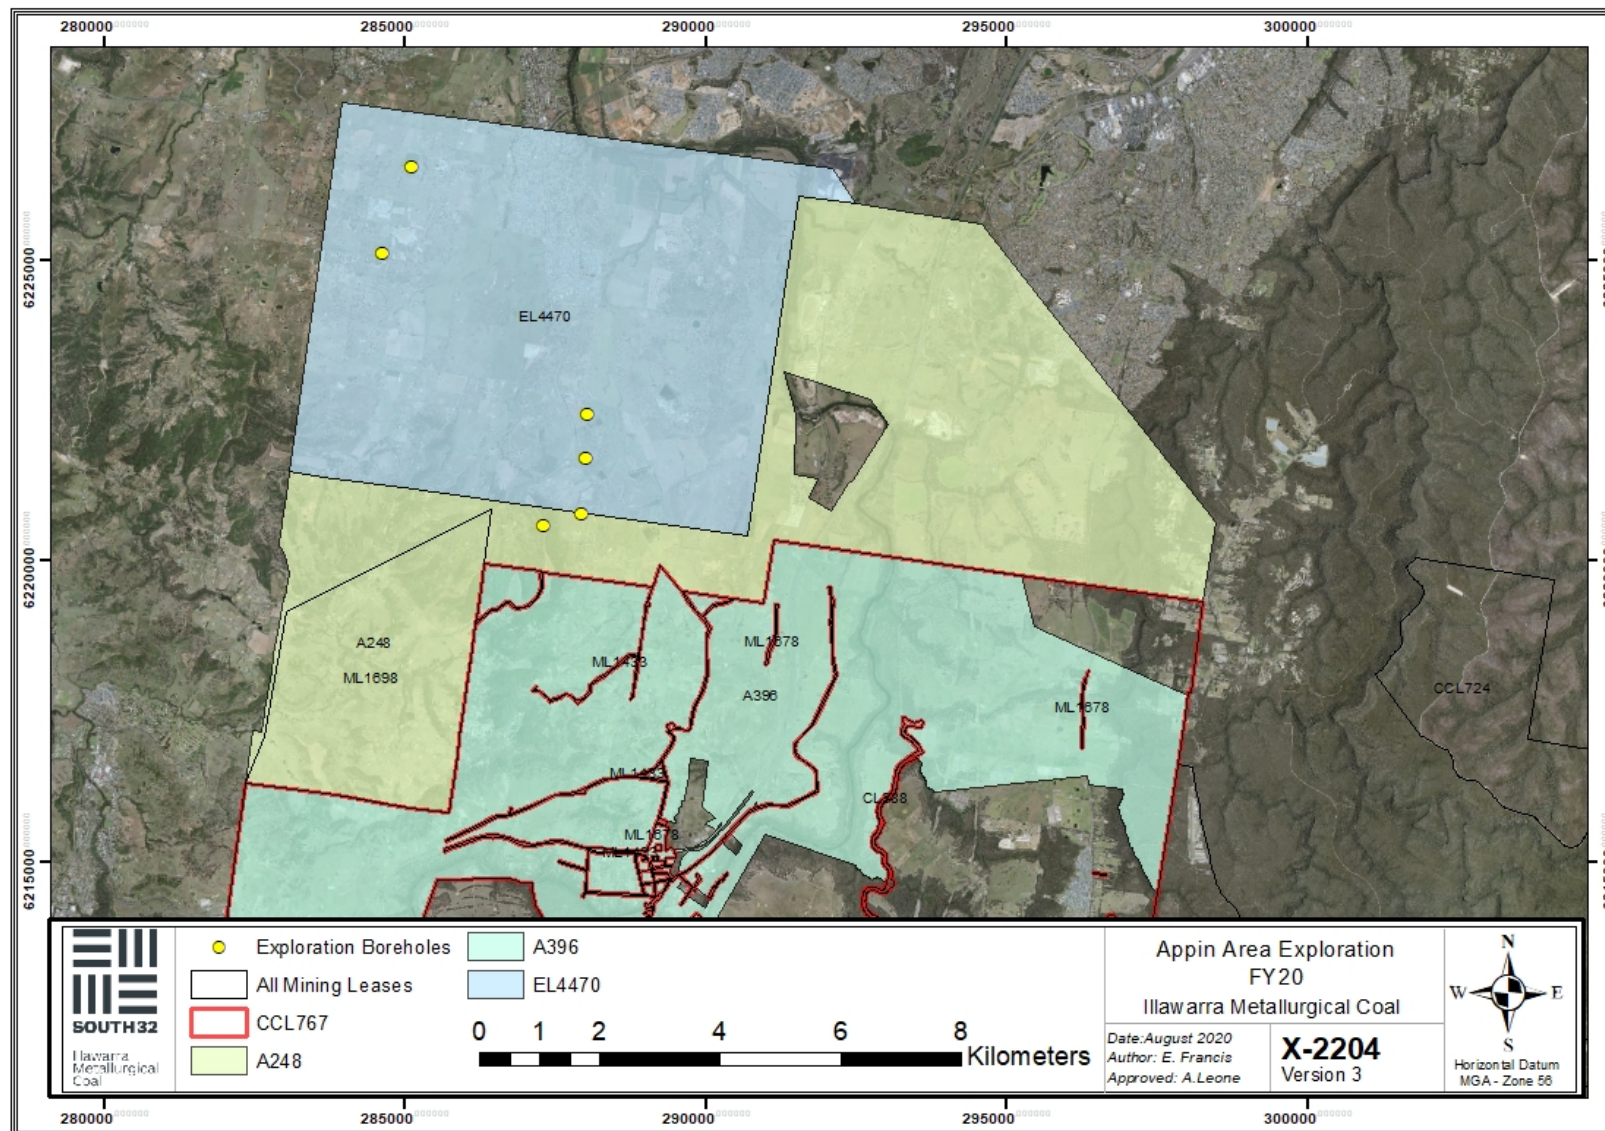 280000 285000 290000 295000 300000
6225000
6220000
6215000
EL4470
A248
ML1698
ML1433
ML1678
A396
ML1678
CCL724
CL388
ML1678
SOUTH32
Illawarra
Metallurgical
Coal
Exploration Boreholes
All Mining Leases
CCL767
A248
A396
EL4470
0 1 2 4 6 8
Kilometers
Appin Area Exploration
FY20
Illawarra Metallurgical Coal
Date:August 2020
Author: E. Francis
Approved: A.Leone
X-2204
Version 3
N
W E
S
Horizontal Datum
MGA - Zone 56
280000 285000 290000 295000 300000